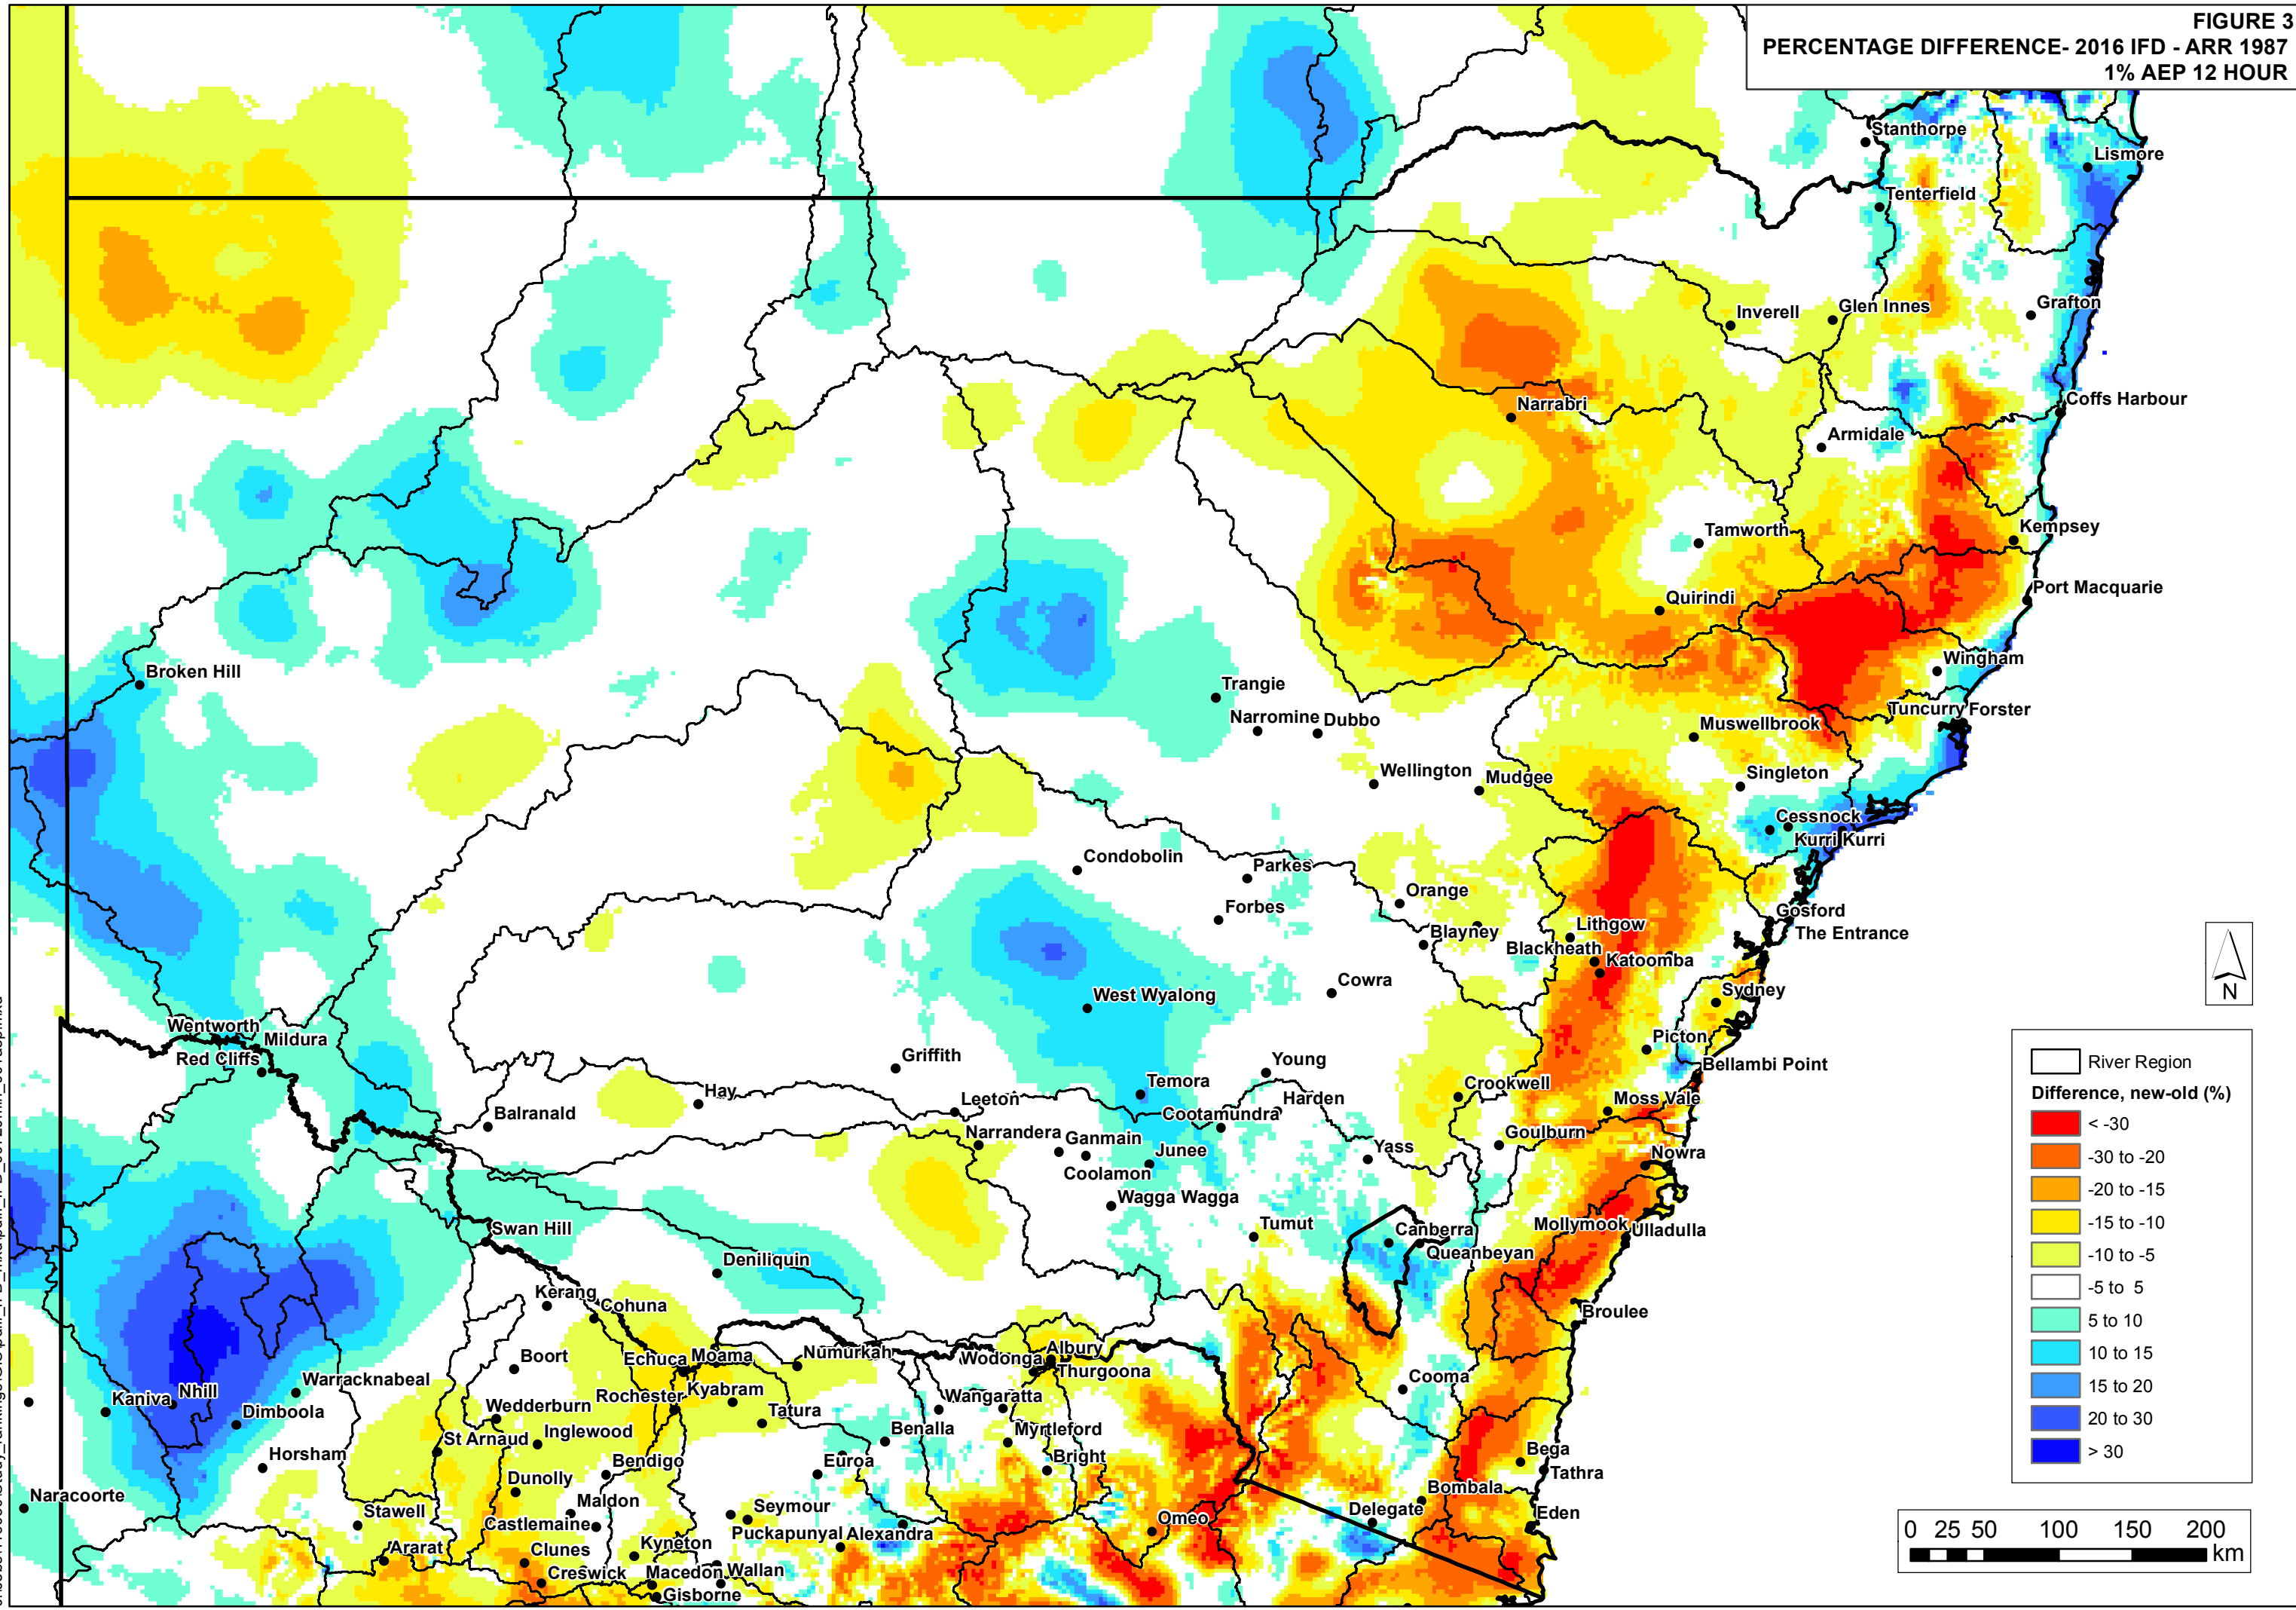 FIGURE 3
PERCENTAGE DIFFERENCE- 2016 IFD - ARR 1987
1% AEP 12 HOUR
Stanthorpe
Lismore
Tenterfield
Inverell
Glen Innes
Grafton
Narrabri
Coffs Harbour
Armidale
Tamworth
Kempsey
Quirindi
Port Macquarie
Broken Hill
Wingham
Trangie
Narromine
Dubbo
Tuncurry Forster
Muswellbrook
Wellington
Mudgee
Singleton
Cessnock
Kurri Kurri
Condobolin
Parkes
Orange
Forbes
Gosford
Lithgow
The Entrance
Blayney
Blackheath
Katoomba
Cowra
Sydney
West Wyalong
Wentworth
Mildura
Red Cliffs
Picton
Griffith
Young
Bellambi Point
Hay
Temora
Crookwell
Balranald
Leeton
Cootamundra
Harden
Moss Vale
Narrandera
Ganmain
Goulburn
Junee
Yass
Nowra
Coolamon
Wagga Wagga
Swan Hill
Tumut
Canberra
Mollymook
Ulladulla
Deniliquin
Queanbeyan
Kerang
Cohuna
Broulee
Boort
Echuca
Moama
Numurkah
Wodonga
Albury
Thurgoona
Warracknabeal
Cooma
Kaniva
Nhill
Rochester
Kyabram
Wangaratta
Dimboola
Wedderburn
Tatura
St Arnaud
Inglewood
Benalla
Myrtleford
Horsham
Bendigo
Euroa
Bright
Bega
Tathra
Dunolly
Naracoorte
Maldon
Seymour
Bombala
Stawell
Castlemaine
Puckapunyal
Alexandra
Omeo
Delegate
Eden
Ararat
Clunes
Kyneton
Creswick
Macedon
Wallan
Gisborne
N
River Region
Difference, new-old (%)
< -30
-30 to -20
-20 to -15
-15 to -10
-10 to -5
-5 to 5
5 to 10
10 to 15
15 to 20
20 to 30
> 30
0 25 50 100 150 200
km